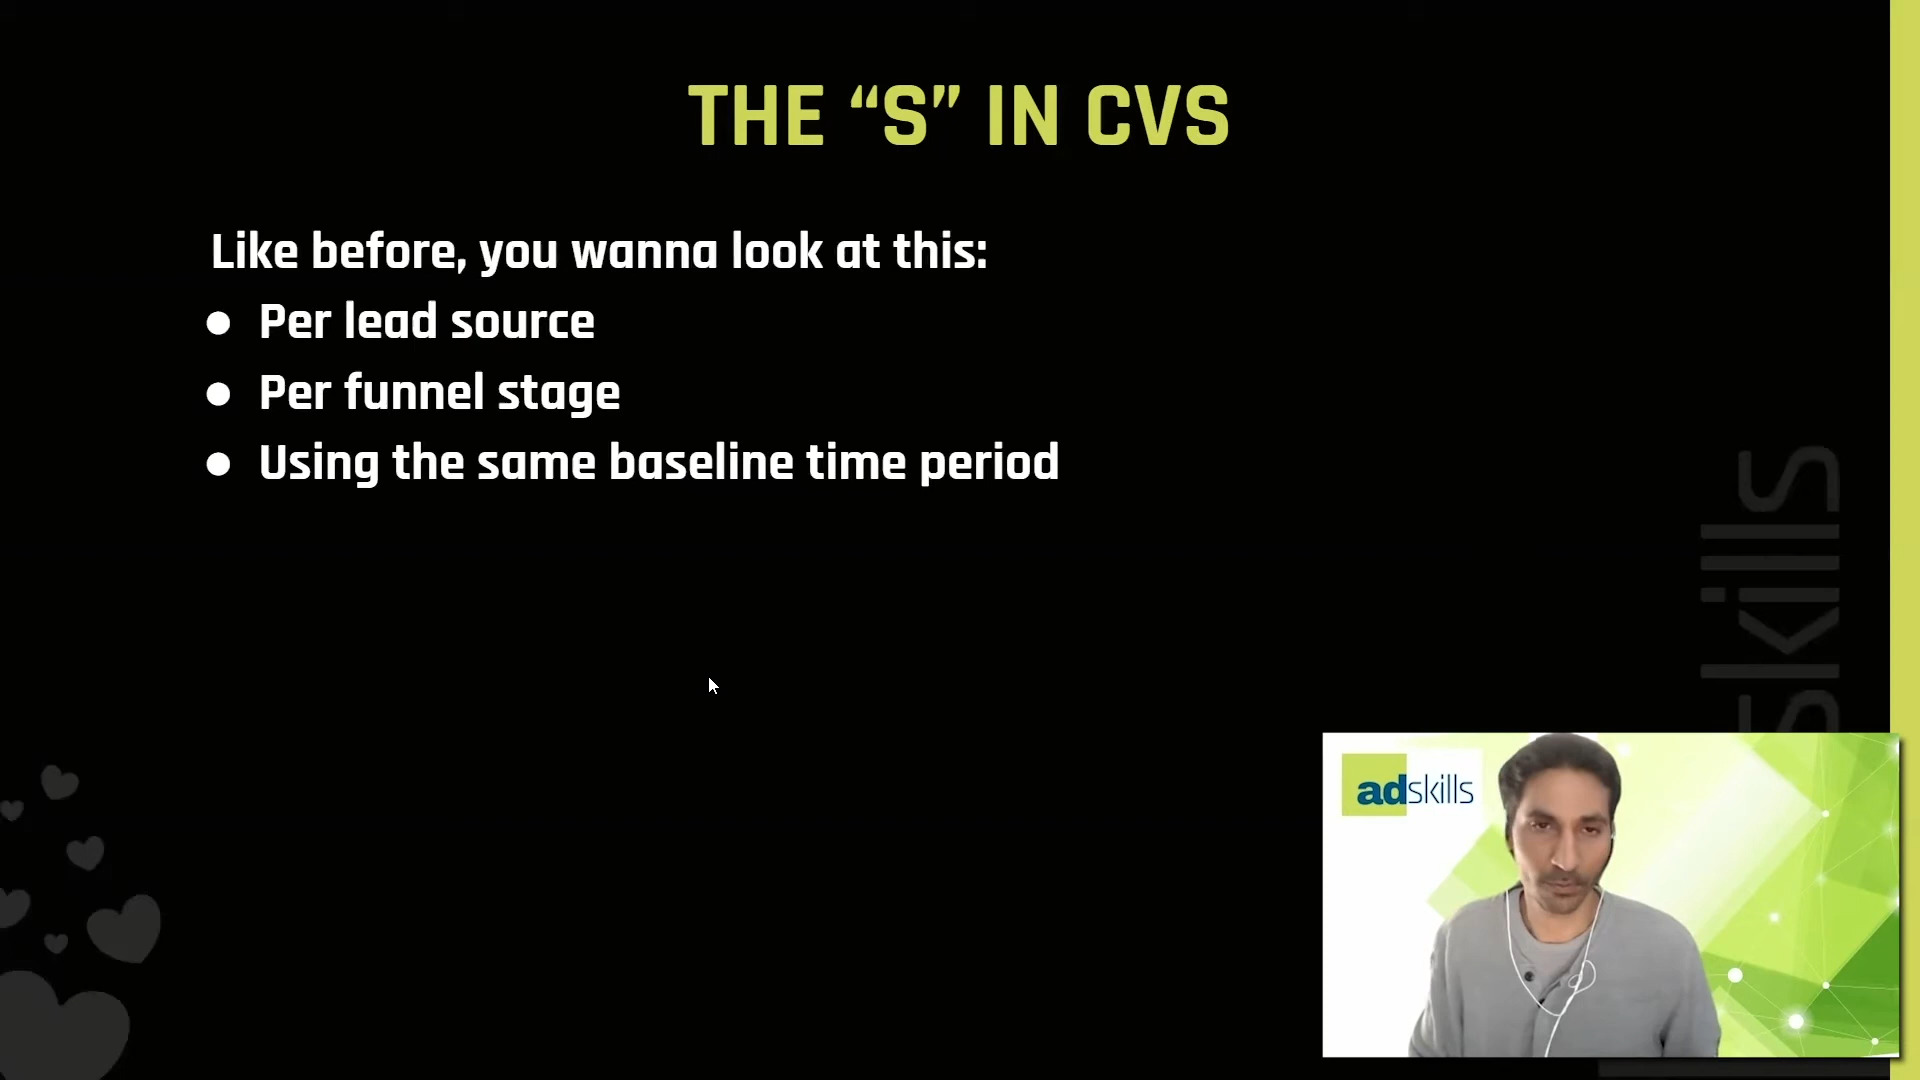 THE “S” IN CVS
Like before, you wanna look at this:
● Per lead source
● Per funnel stage
● Using the same baseline time period
skills
adskills